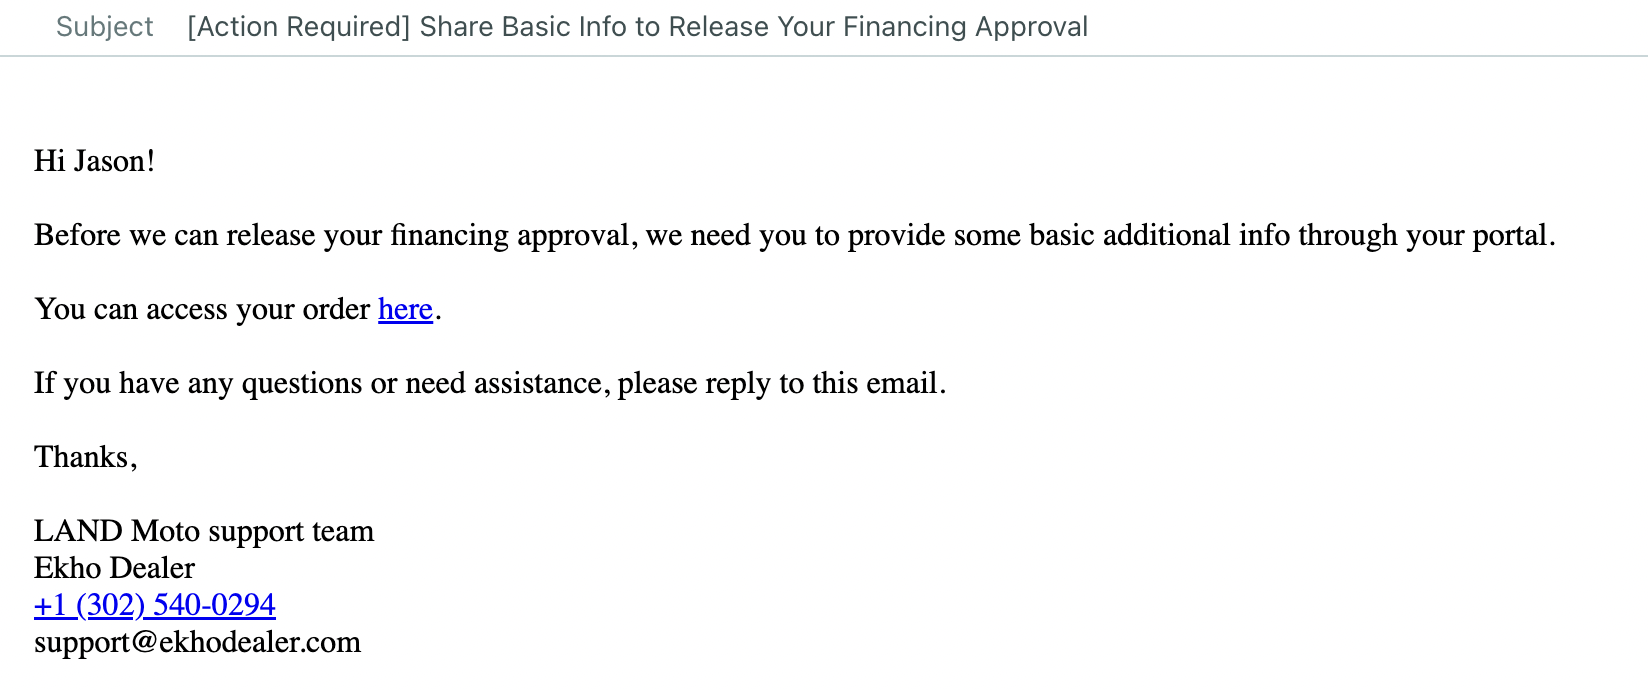 Subject [Action Required] Share Basic Info to Release Your Financing Approval
Hi Jason!
Before we can release your financing approval, we need you to provide some basic additional info through your portal.
You can access your order here.
If you have any questions or need assistance, please reply to this email.
Thanks,
LAND Moto support team
Ekho Dealer
+1 (302) 540-0294
support@ekhodealer.com